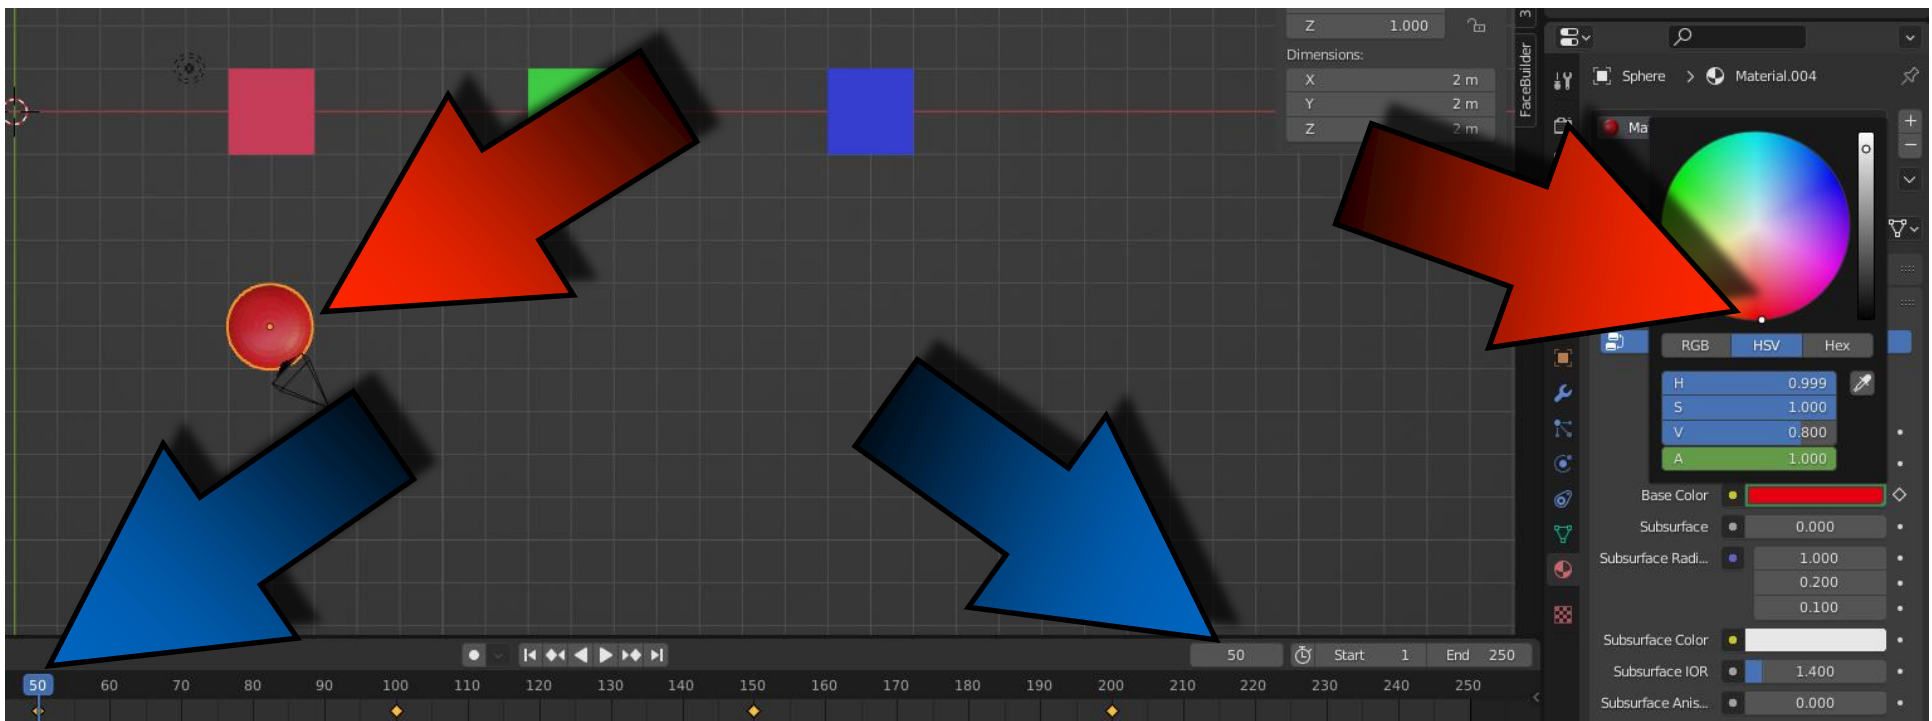 Z 1.000
Dimensions:
X 2 m
Y 2 m
Z 2 m
3
FaceBuilder
Sphere > Material.004
Ma
RGB HSV Hex
H 0.999
S 1.000
V 0.800
A 1.000
Base Color
Subsurface 0.000
Subsurface Radi... 1.000
0.200
0.100
Subsurface Color
Subsurface IOR 1.400
Subsurface Anis... 0.000
50 Start 1 End 250
50 60 70 80 90 100 110 120 130 140 150 160 170 180 190 200 210 220 230 240 250